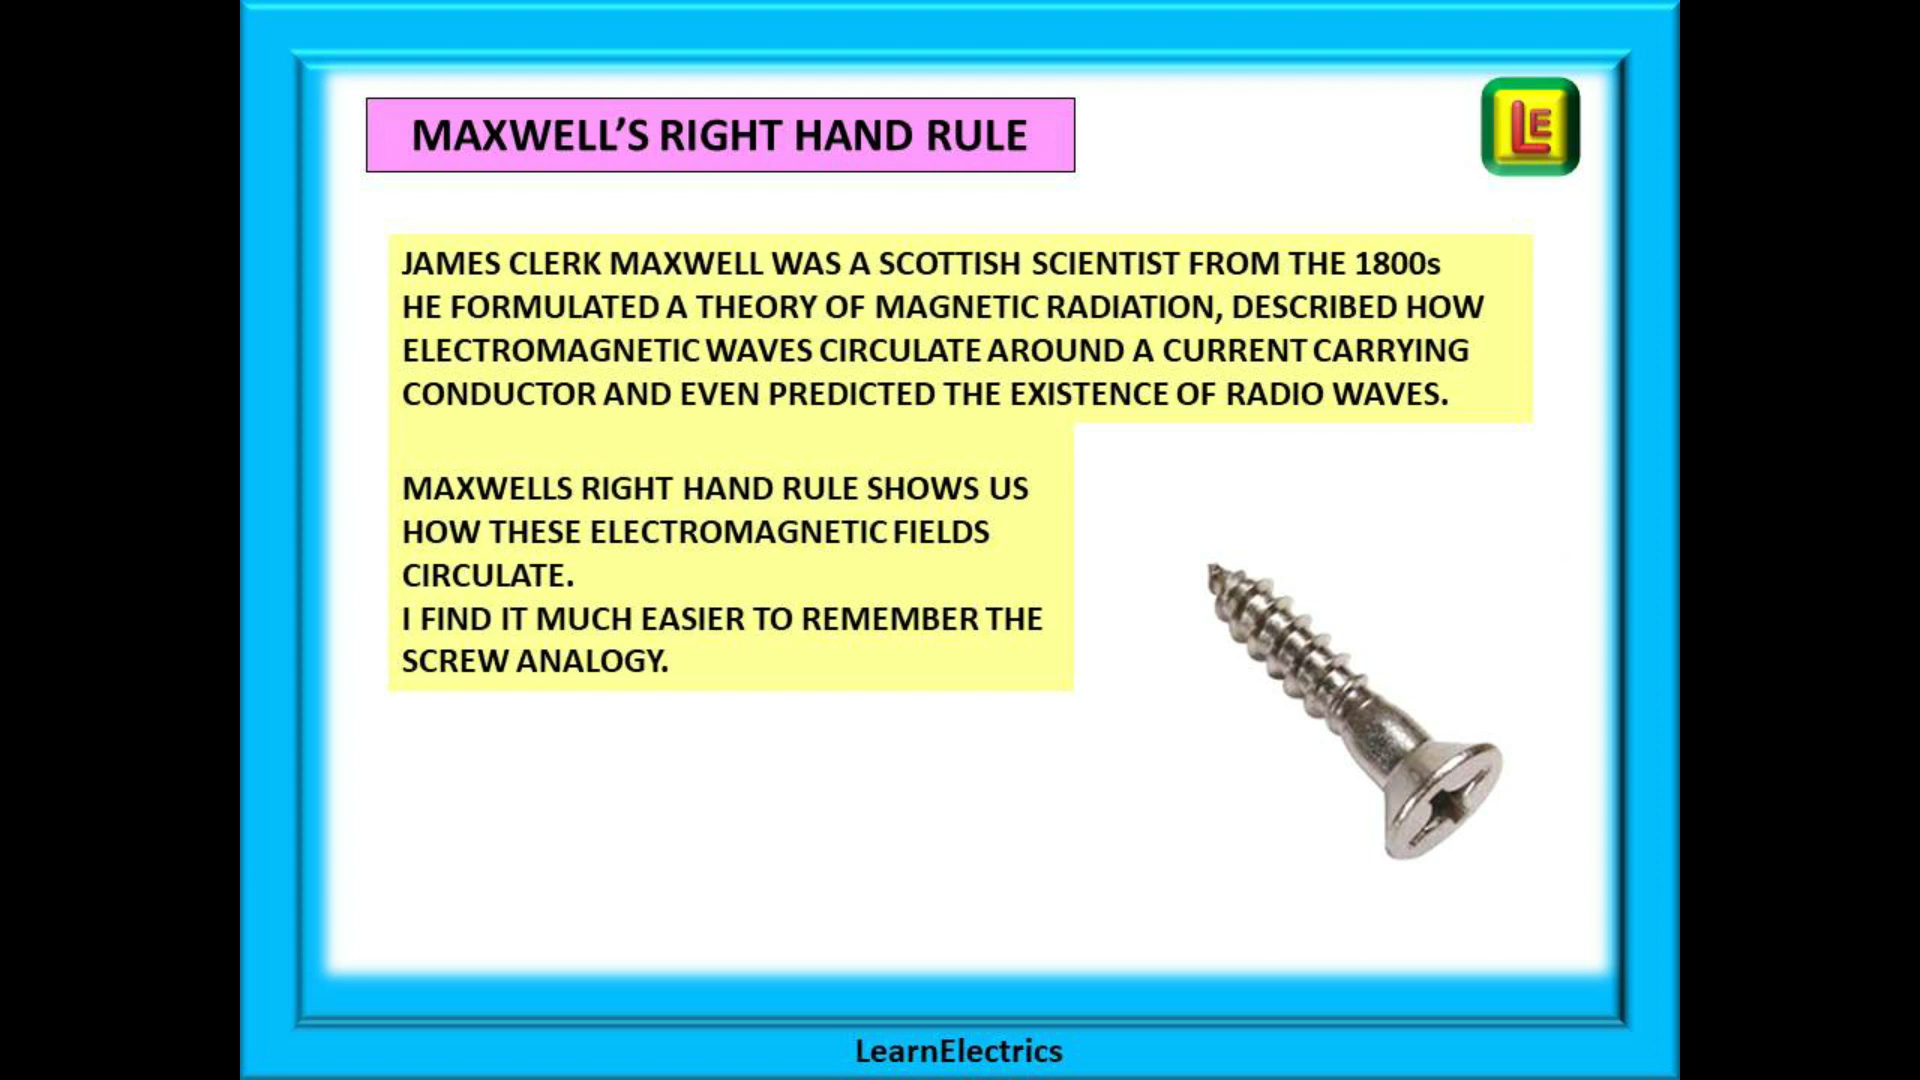 MAXWELL’S RIGHT HAND RULE
LE
JAMES CLERK MAXWELL WAS A SCOTTISH SCIENTIST FROM THE 1800s
HE FORMULATED A THEORY OF MAGNETIC RADIATION, DESCRIBED HOW
ELECTROMAGNETIC WAVES CIRCULATE AROUND A CURRENT CARRYING
CONDUCTOR AND EVEN PREDICTED THE EXISTENCE OF RADIO WAVES.
MAXWELLS RIGHT HAND RULE SHOWS US
HOW THESE ELECTROMAGNETIC FIELDS
CIRCULATE.
I FIND IT MUCH EASIER TO REMEMBER THE
SCREW ANALOGY.
LearnElectrics